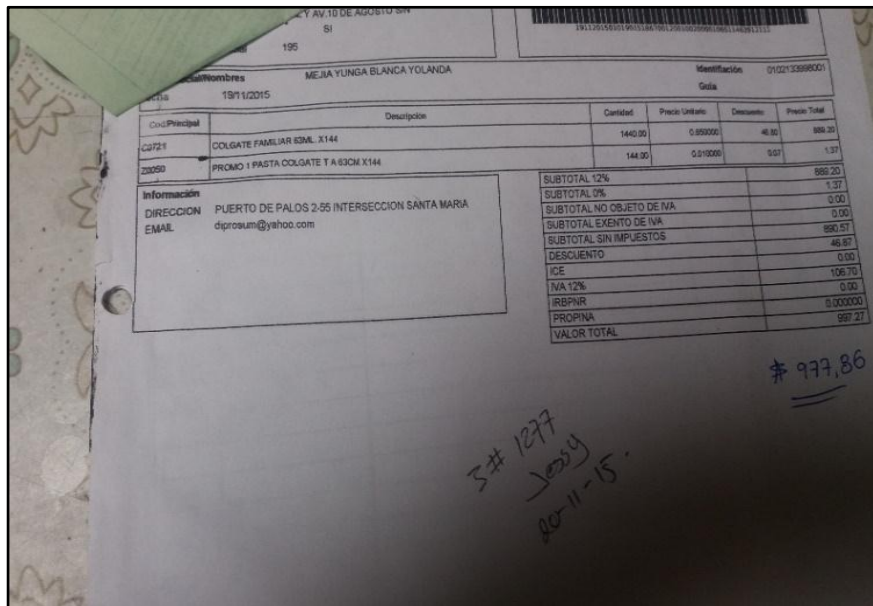 Y AV.10 DE AGOSTO S/N
SI
195
Nombres MEJIA YUNGA BLANCA YOLANDA Identificación 0102133998001
19/11/2015 Guía
Cod.Principal Descripción Cantidad Precio Unitario Descuento Precio Total
C0721 COLGATE FAMILIAR 63ML. X144 1440.00 0.650000 46.80 889.20
Z0050 PROMO 1 PASTA COLGATE T A 63CM X144 144.00 0.010000 0.07 1.37
Información
DIRECCION PUERTO DE PALOS 2-55 INTERSECCION SANTA MARIA
EMAIL diprosum@yahoo.com
SUBTOTAL 12% 889.20
SUBTOTAL 0% 1.37
SUBTOTAL NO OBJETO DE IVA 0.00
SUBTOTAL EXENTO DE IVA 0.00
SUBTOTAL SIN IMPUESTOS 890.57
DESCUENTO 46.87
ICE 0.00
IVA 12% 106.70
IRBPNR 0.00
PROPINA 0.000000
VALOR TOTAL 997.27
$ 977,86
3# 1277
Jessy
20-11-15.